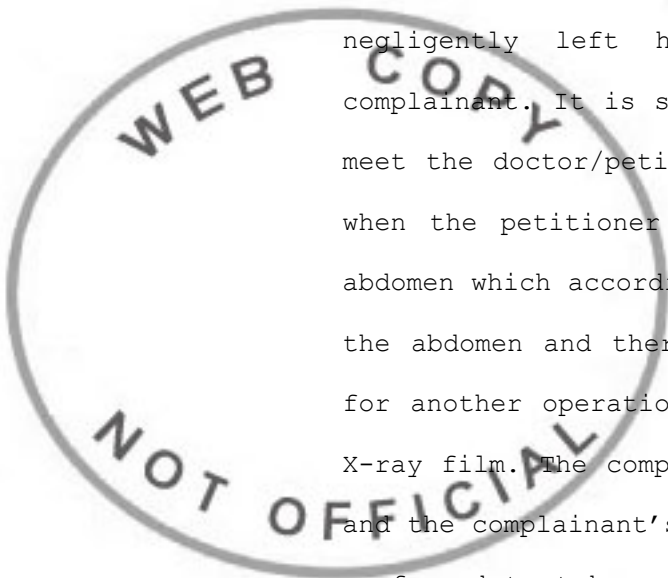 negligently left h
complainant. It is s
meet the doctor/peti
when the petitioner
abdomen which accordi
the abdomen and ther
for another operatio
X-ray film. The comp
and the complainant's
WEB COPY
NOT OFFICIAL